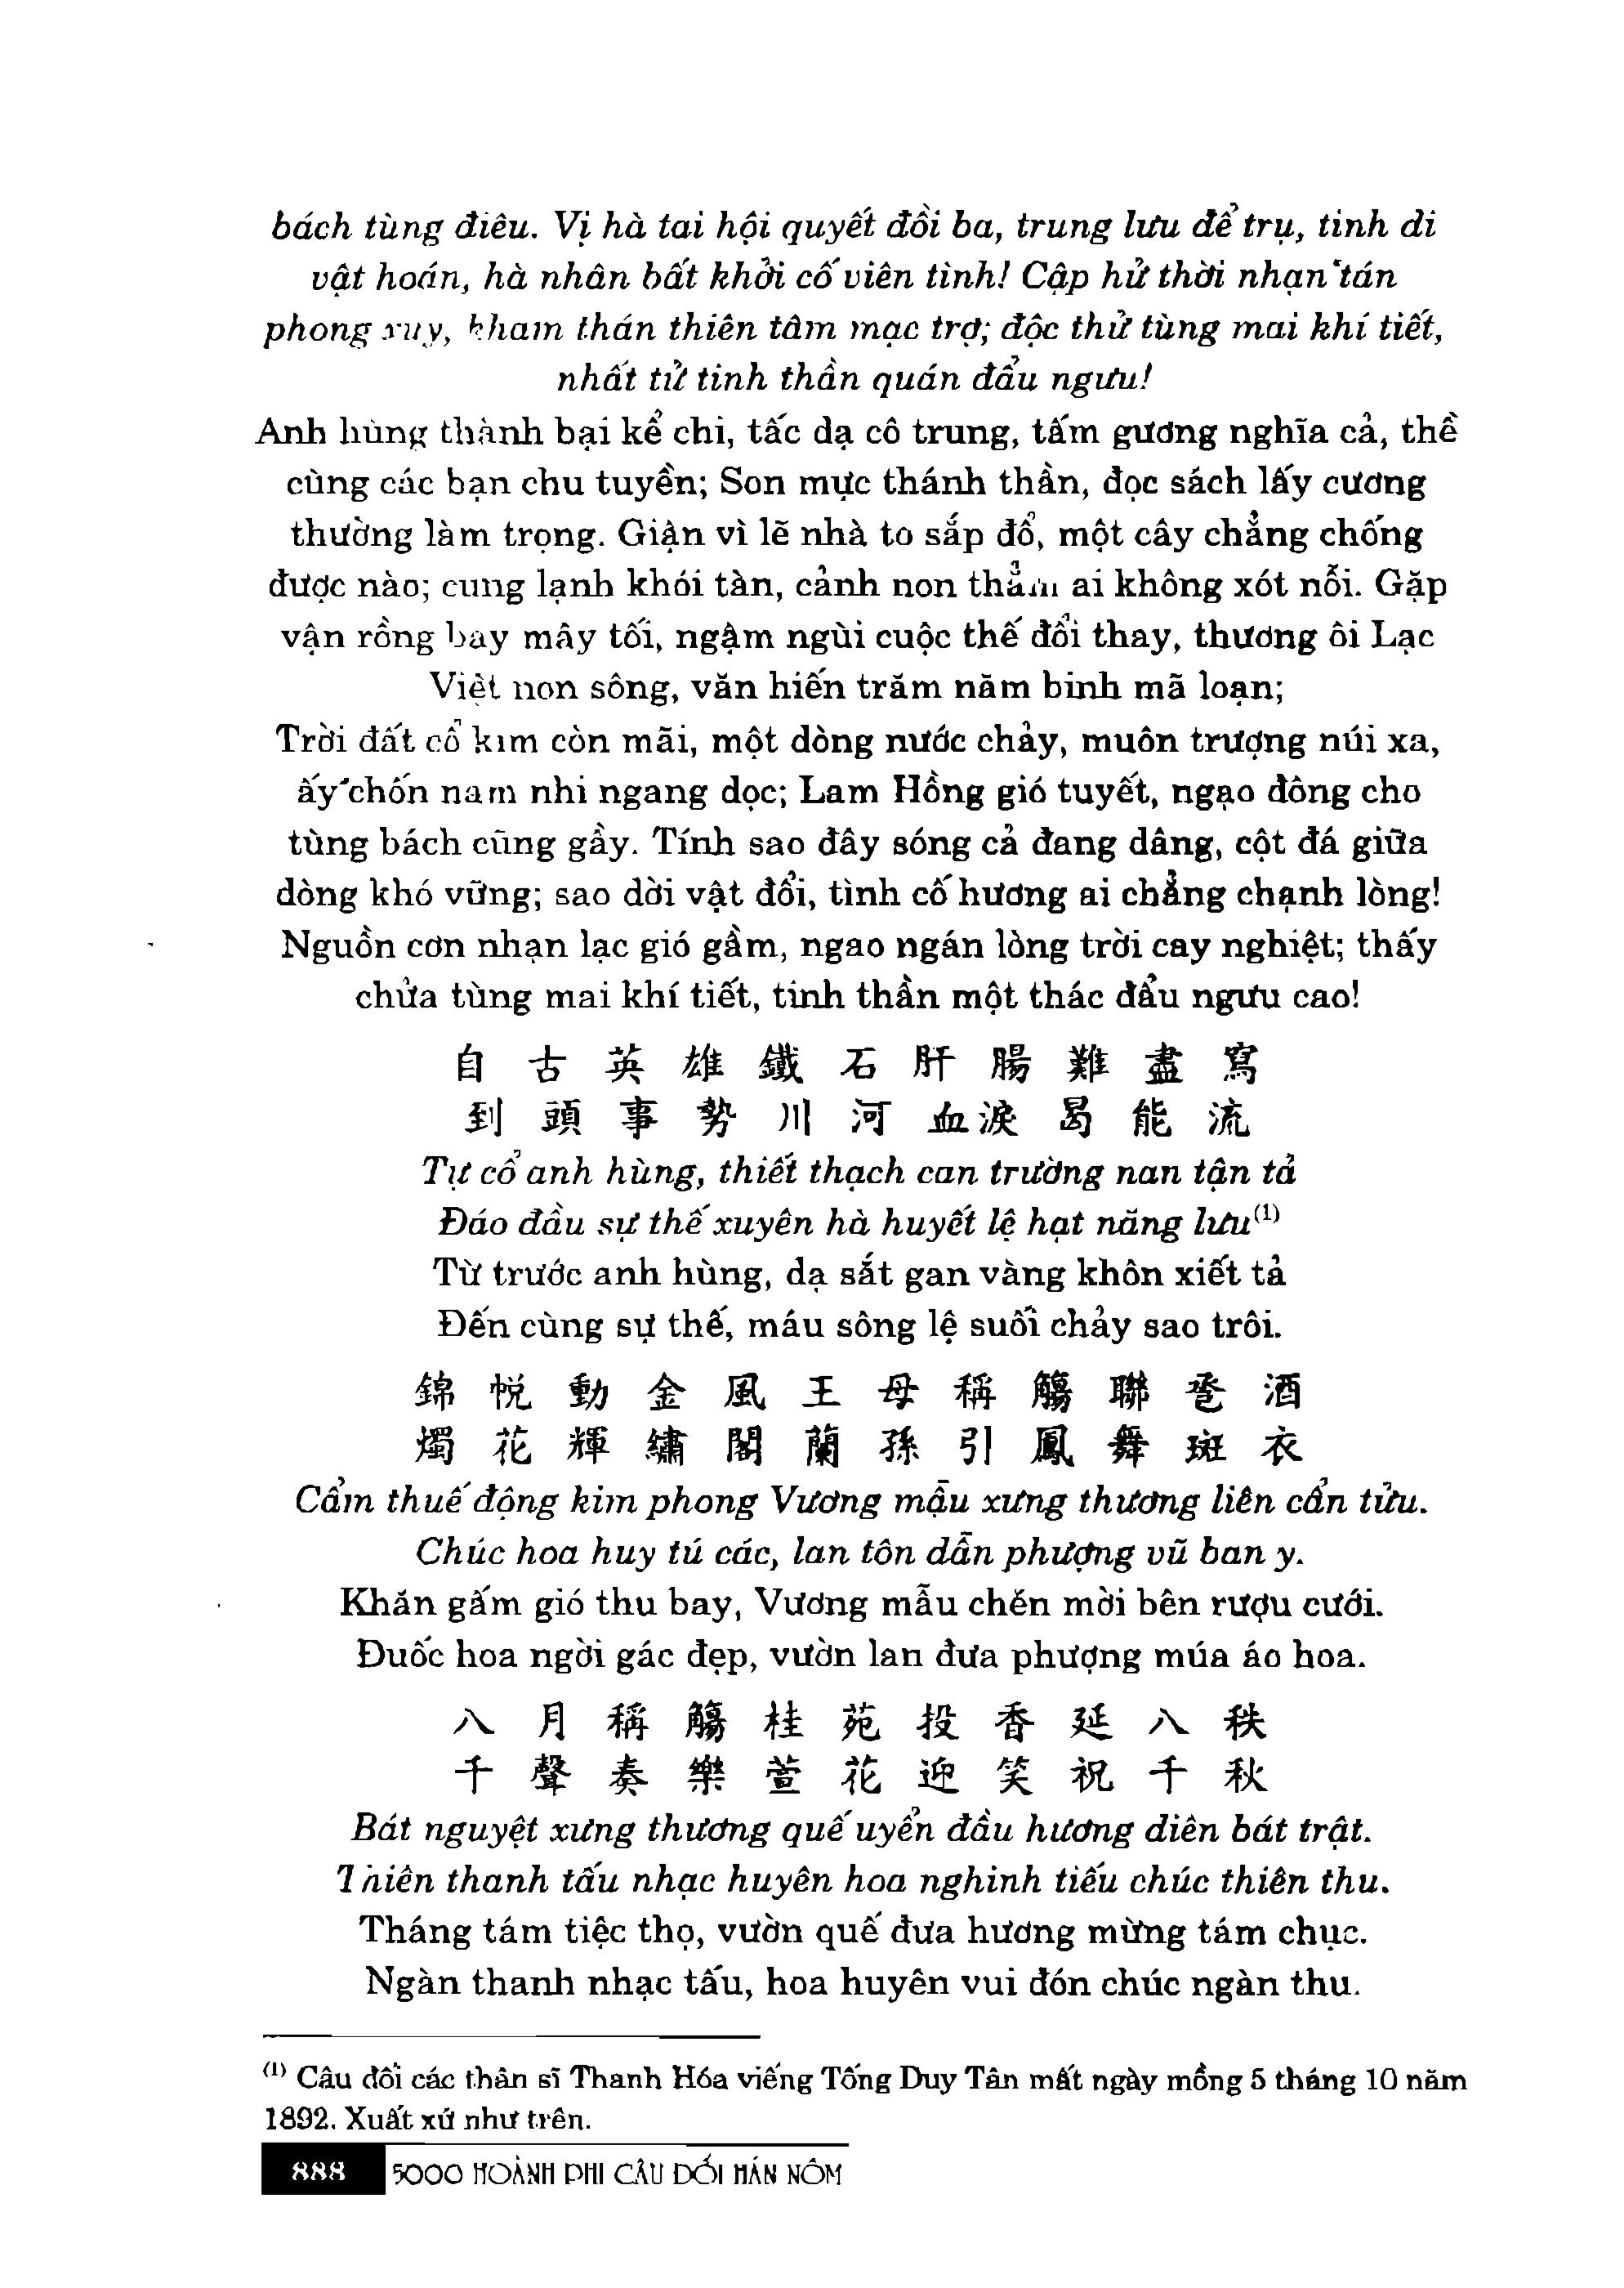 bách tùng điêu. Vị hà tai hội quyết đồi ba, trung lưu để trụ, tinh di
vật hoán, hà nhân bất khởi cố viên tình! Cập hử thời nhạn tán
phong xuy, kham thán thiên tâm mạc trợ; độc thử tùng mai khí tiết,
nhất tử tinh thần quán đẩu ngưu!
Anh hùng thành bại kể chi, tấc dạ cô trung, tấm gương nghĩa cả, thề
cùng các bạn chu tuyền; Son mực thánh thần, đọc sách lấy cương
thường làm trọng. Giận vì lẽ nhà to sắp đổ, một cây chẳng chống
được nào; cung lạnh khói tàn, cảnh non thẳm ai không xót nỗi. Gặp
vận rồng bay mây tối, ngậm ngùi cuộc thế đổi thay, thương ôi Lạc
Việt non sông, văn hiến trăm năm binh mã loạn;
Trời đất cổ kim còn mãi, một dòng nước chảy, muôn trượng núi xa,
ấy chốn nam nhi ngang dọc; Lam Hồng gió tuyết, ngạo đông cho
tùng bách cũng gầy. Tính sao đây sóng cả đang dâng, cột đá giữa
dòng khó vững; sao dời vật đổi, tình cố hương ai chẳng chạnh lòng!
Nguồn cơn nhạn lạc gió gầm, ngao ngán lòng trời cay nghiệt; thấy
chửa tùng mai khí tiết, tinh thần một thác đẩu ngưu cao!
自古英雄鐵石肝腸難盡寫
到頭事勢川河血淚曷能流
Tự cổ anh hùng, thiết thạch can trường nan tận tả
Đáo đầu sự thế xuyên hà huyết lệ hạt năng lưu(1)
Từ trước anh hùng, dạ sắt gan vàng khôn xiết tả
Đến cùng sự thế, máu sông lệ suối chảy sao trôi.
錦帨動金風王母稱觴聯卺酒
燭花輝繡閣蘭孫引鳳舞斑衣
Cẩm thuế động kim phong Vương mậu xưng thương liên cẩn tửu.
Chúc hoa huy tú các, lan tôn dẫn phượng vũ ban y.
Khăn gấm gió thu bay, Vương mẫu chén mời bên rượu cưới.
Đuốc hoa ngời gác đẹp, vườn lan đưa phượng múa áo hoa.
八月稱觴桂苑投香延八秩
千聲奏樂萱花迎笑祝千秋
Bát nguyệt xưng thương quế uyển đầu hương diên bát trật.
Thiên thanh tấu nhạc huyên hoa nghinh tiếu chúc thiên thu.
Tháng tám tiệc thọ, vườn quế đưa hương mừng tám chục.
Ngàn thanh nhạc tấu, hoa huyên vui đón chúc ngàn thu.
(1) Câu đối các thân sĩ Thanh Hóa viếng Tống Duy Tân mất ngày mồng 5 tháng 10 năm
1892. Xuất xứ như trên.
888 5000 HOÀNH PHI CÂU ĐỐI HÁN NÔM